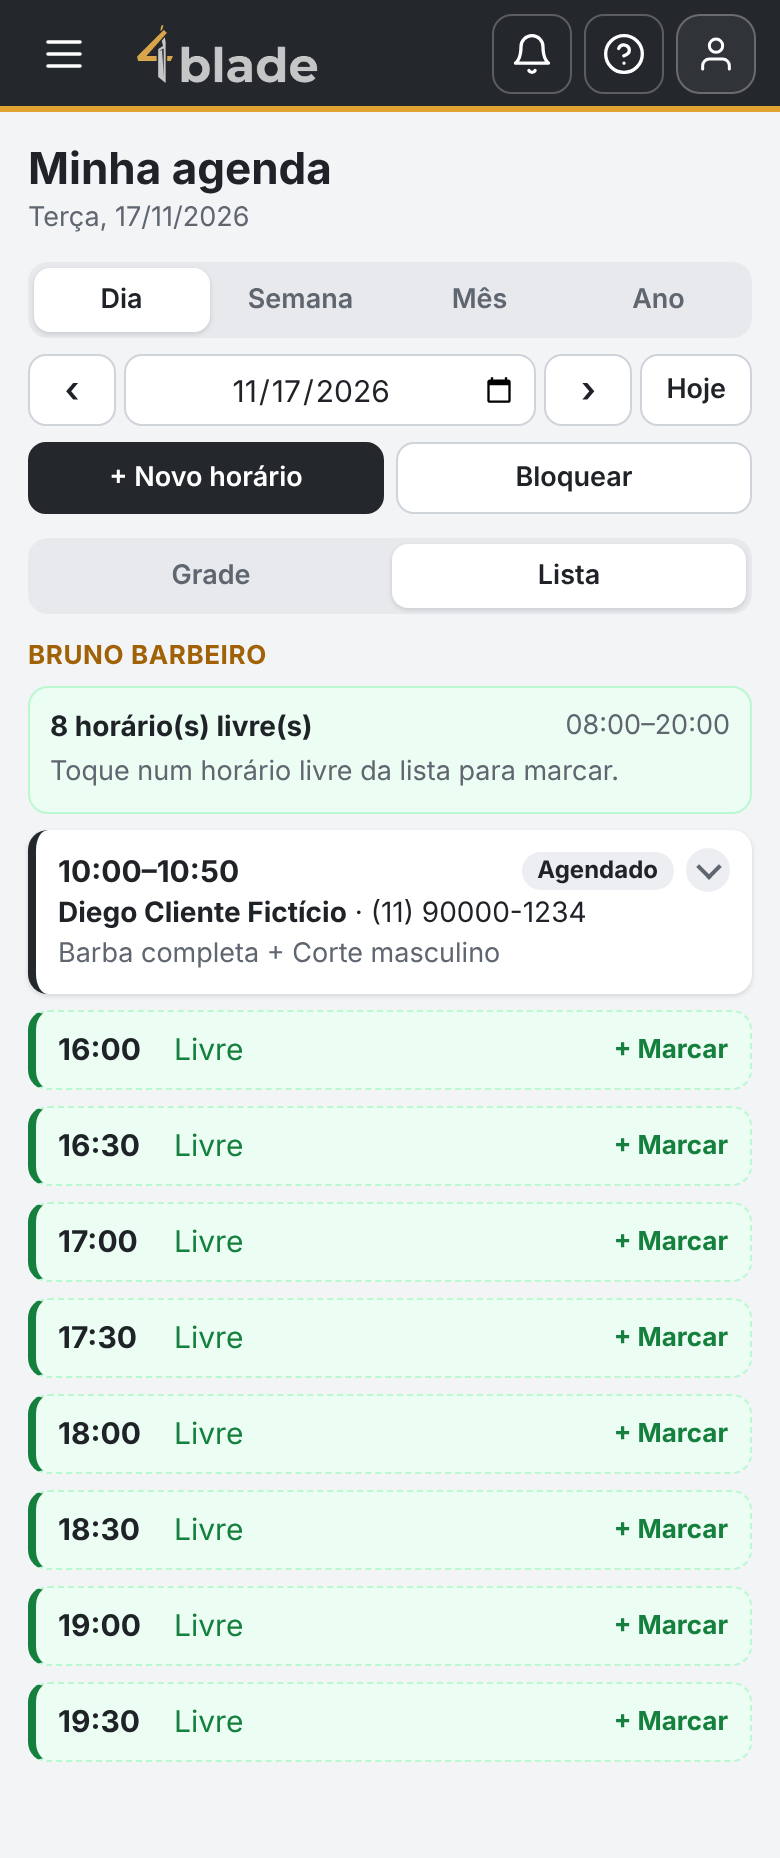 4blade
Minha agenda
Terça, 17/11/2026
Dia Semana Mês Ano
‹ 11/17/2026 › Hoje
+ Novo horário Bloquear
Grade Lista
BRUNO BARBEIRO
8 horário(s) livre(s) 08:00–20:00
Toque num horário livre da lista para marcar.
10:00–10:50 Agendado
Diego Cliente Fictício · (11) 90000-1234
Barba completa + Corte masculino
16:00 Livre + Marcar
16:30 Livre + Marcar
17:00 Livre + Marcar
17:30 Livre + Marcar
18:00 Livre + Marcar
18:30 Livre + Marcar
19:00 Livre + Marcar
19:30 Livre + Marcar